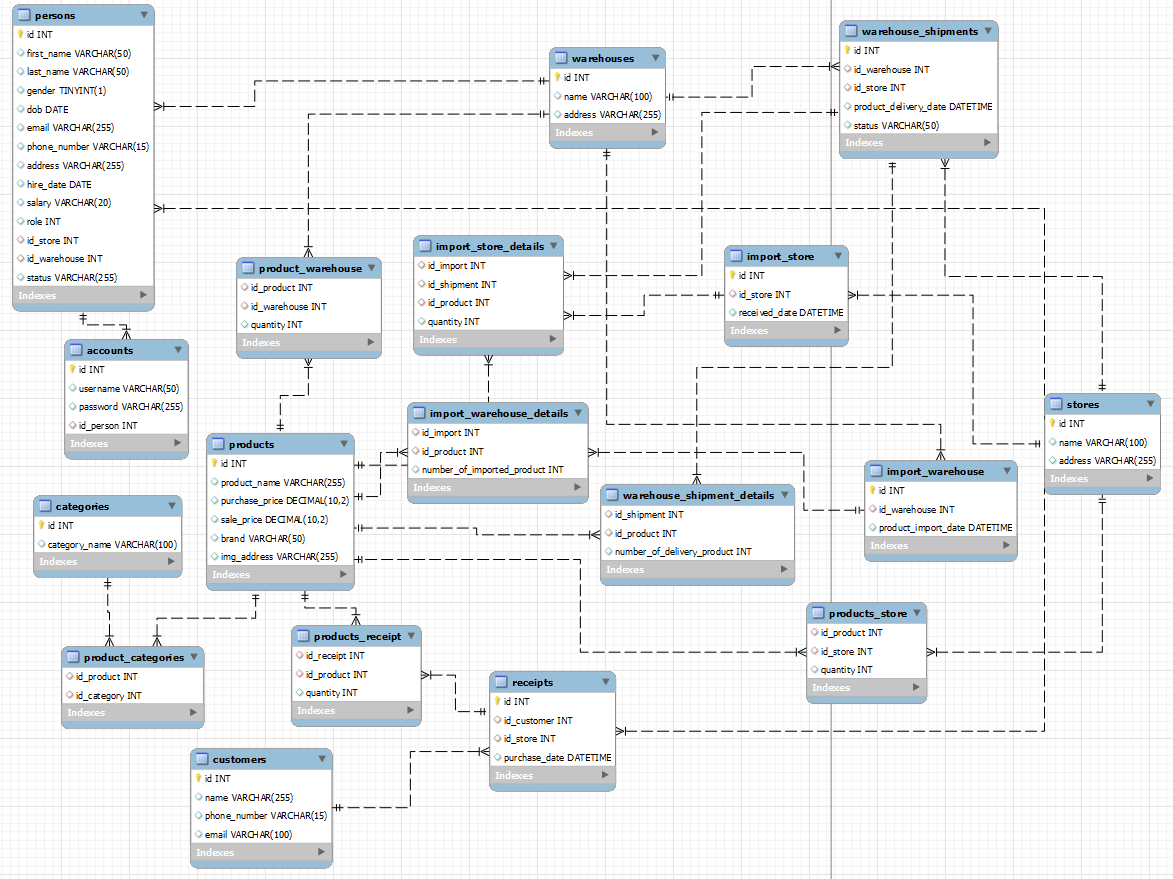 persons
id INT
first_name VARCHAR(50)
last_name VARCHAR(50)
gender TINYINT(1)
dob DATE
email VARCHAR(255)
phone_number VARCHAR(15)
address VARCHAR(255)
hire_date DATE
salary VARCHAR(20)
role INT
id_store INT
id_warehouse INT
status VARCHAR(255)
Indexes
warehouses
id INT
name VARCHAR(100)
address VARCHAR(255)
Indexes
warehouse_shipments
id INT
id_warehouse INT
id_store INT
product_delivery_date DATETIME
status VARCHAR(50)
Indexes
product_warehouse
id_product INT
id_warehouse INT
quantity INT
Indexes
import_store_details
id_import INT
id_shipment INT
id_product INT
quantity INT
Indexes
import_store
id INT
id_store INT
received_date DATETIME
Indexes
accounts
id INT
username VARCHAR(50)
password VARCHAR(255)
id_person INT
Indexes
products
id INT
product_name VARCHAR(255)
purchase_price DECIMAL(10,2)
sale_price DECIMAL(10,2)
brand VARCHAR(50)
img_address VARCHAR(255)
Indexes
import_warehouse_details
id_import INT
id_product INT
number_of_imported_product INT
Indexes
stores
id INT
name VARCHAR(100)
address VARCHAR(255)
Indexes
import_warehouse
id INT
id_warehouse INT
product_import_date DATETIME
Indexes
warehouse_shipment_details
id_shipment INT
id_product INT
number_of_delivery_product INT
Indexes
categories
id INT
category_name VARCHAR(100)
Indexes
products_store
id_product INT
id_store INT
quantity INT
Indexes
product_categories
id_product INT
id_category INT
Indexes
products_receipt
id_receipt INT
id_product INT
quantity INT
Indexes
receipts
id INT
id_customer INT
id_store INT
purchase_date DATETIME
Indexes
customers
id INT
name VARCHAR(255)
phone_number VARCHAR(15)
email VARCHAR(100)
Indexes